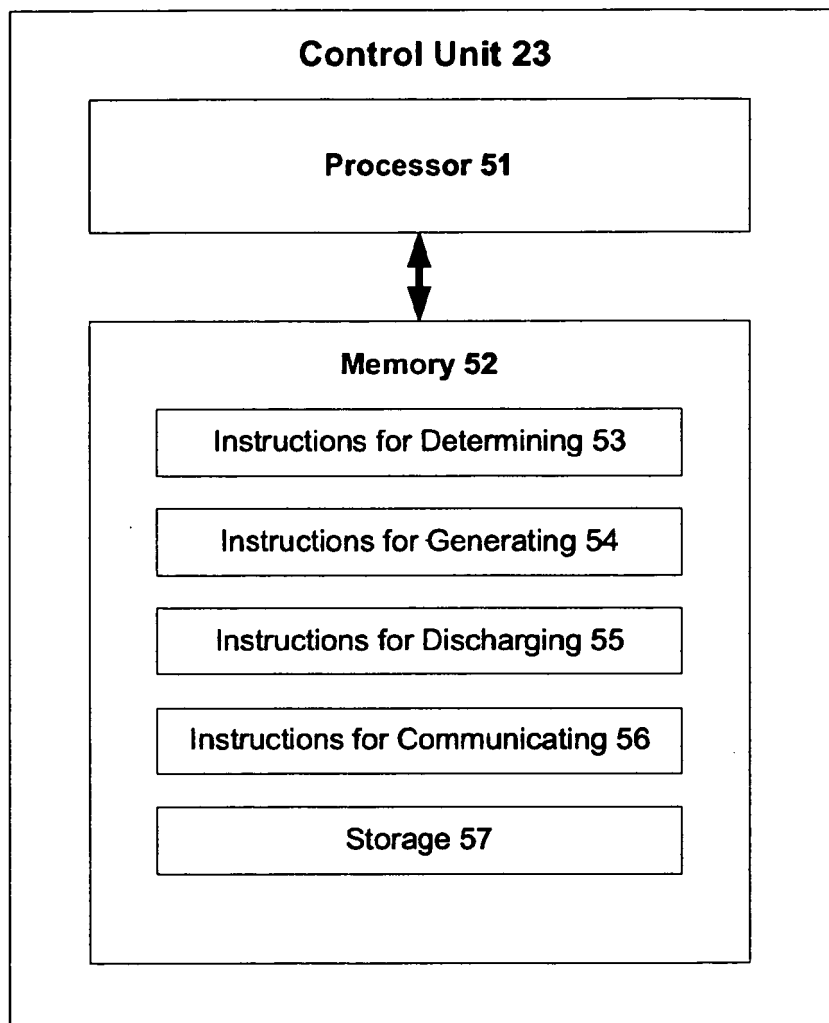 Control Unit 23
Processor 51
Memory 52
Instructions for Determining 53
Instructions for Generating 54
Instructions for Discharging 55
Instructions for Communicating 56
Storage 57